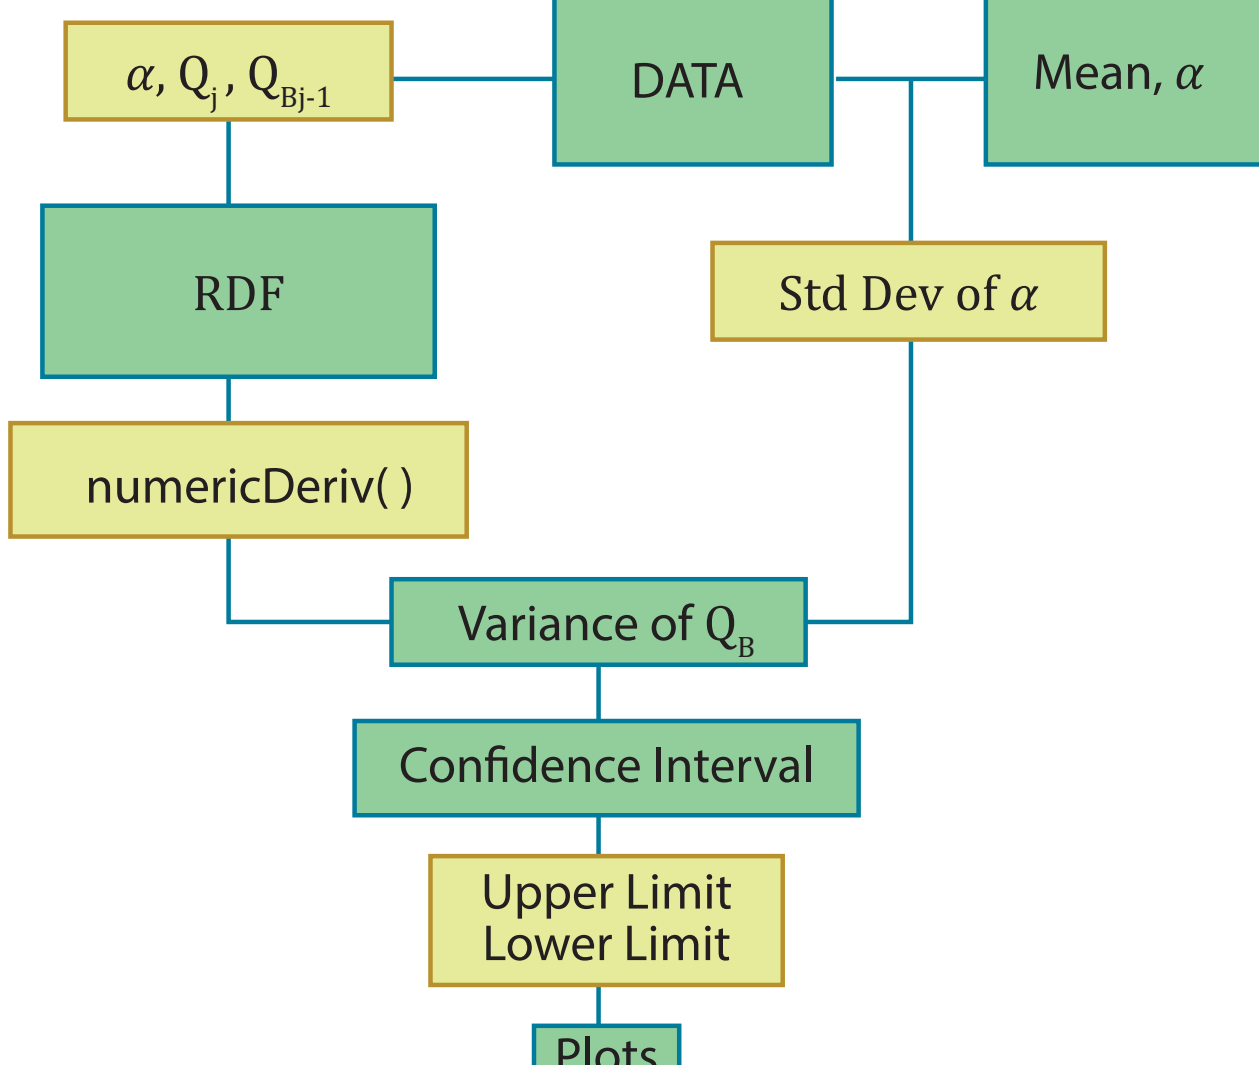 α, Qj, QBj-1
DATA
Mean, α
RDF
Std Dev of α
numericDeriv( )
Variance of QB
Confidence Interval
Upper Limit
Lower Limit
Plots